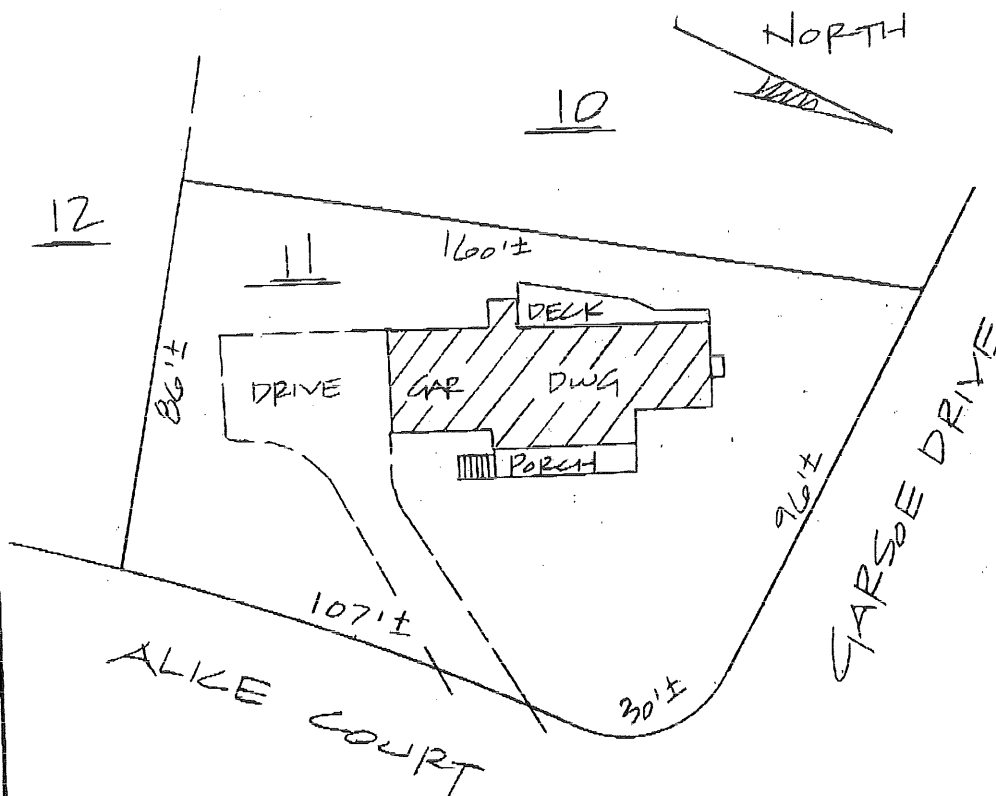 NORTH
10
12
11
160'±
DECK
86'±
DRIVE
GAR
DWG
PORCH
96'±
GARSOE DRIVE
107'±
30'±
ALICE COURT